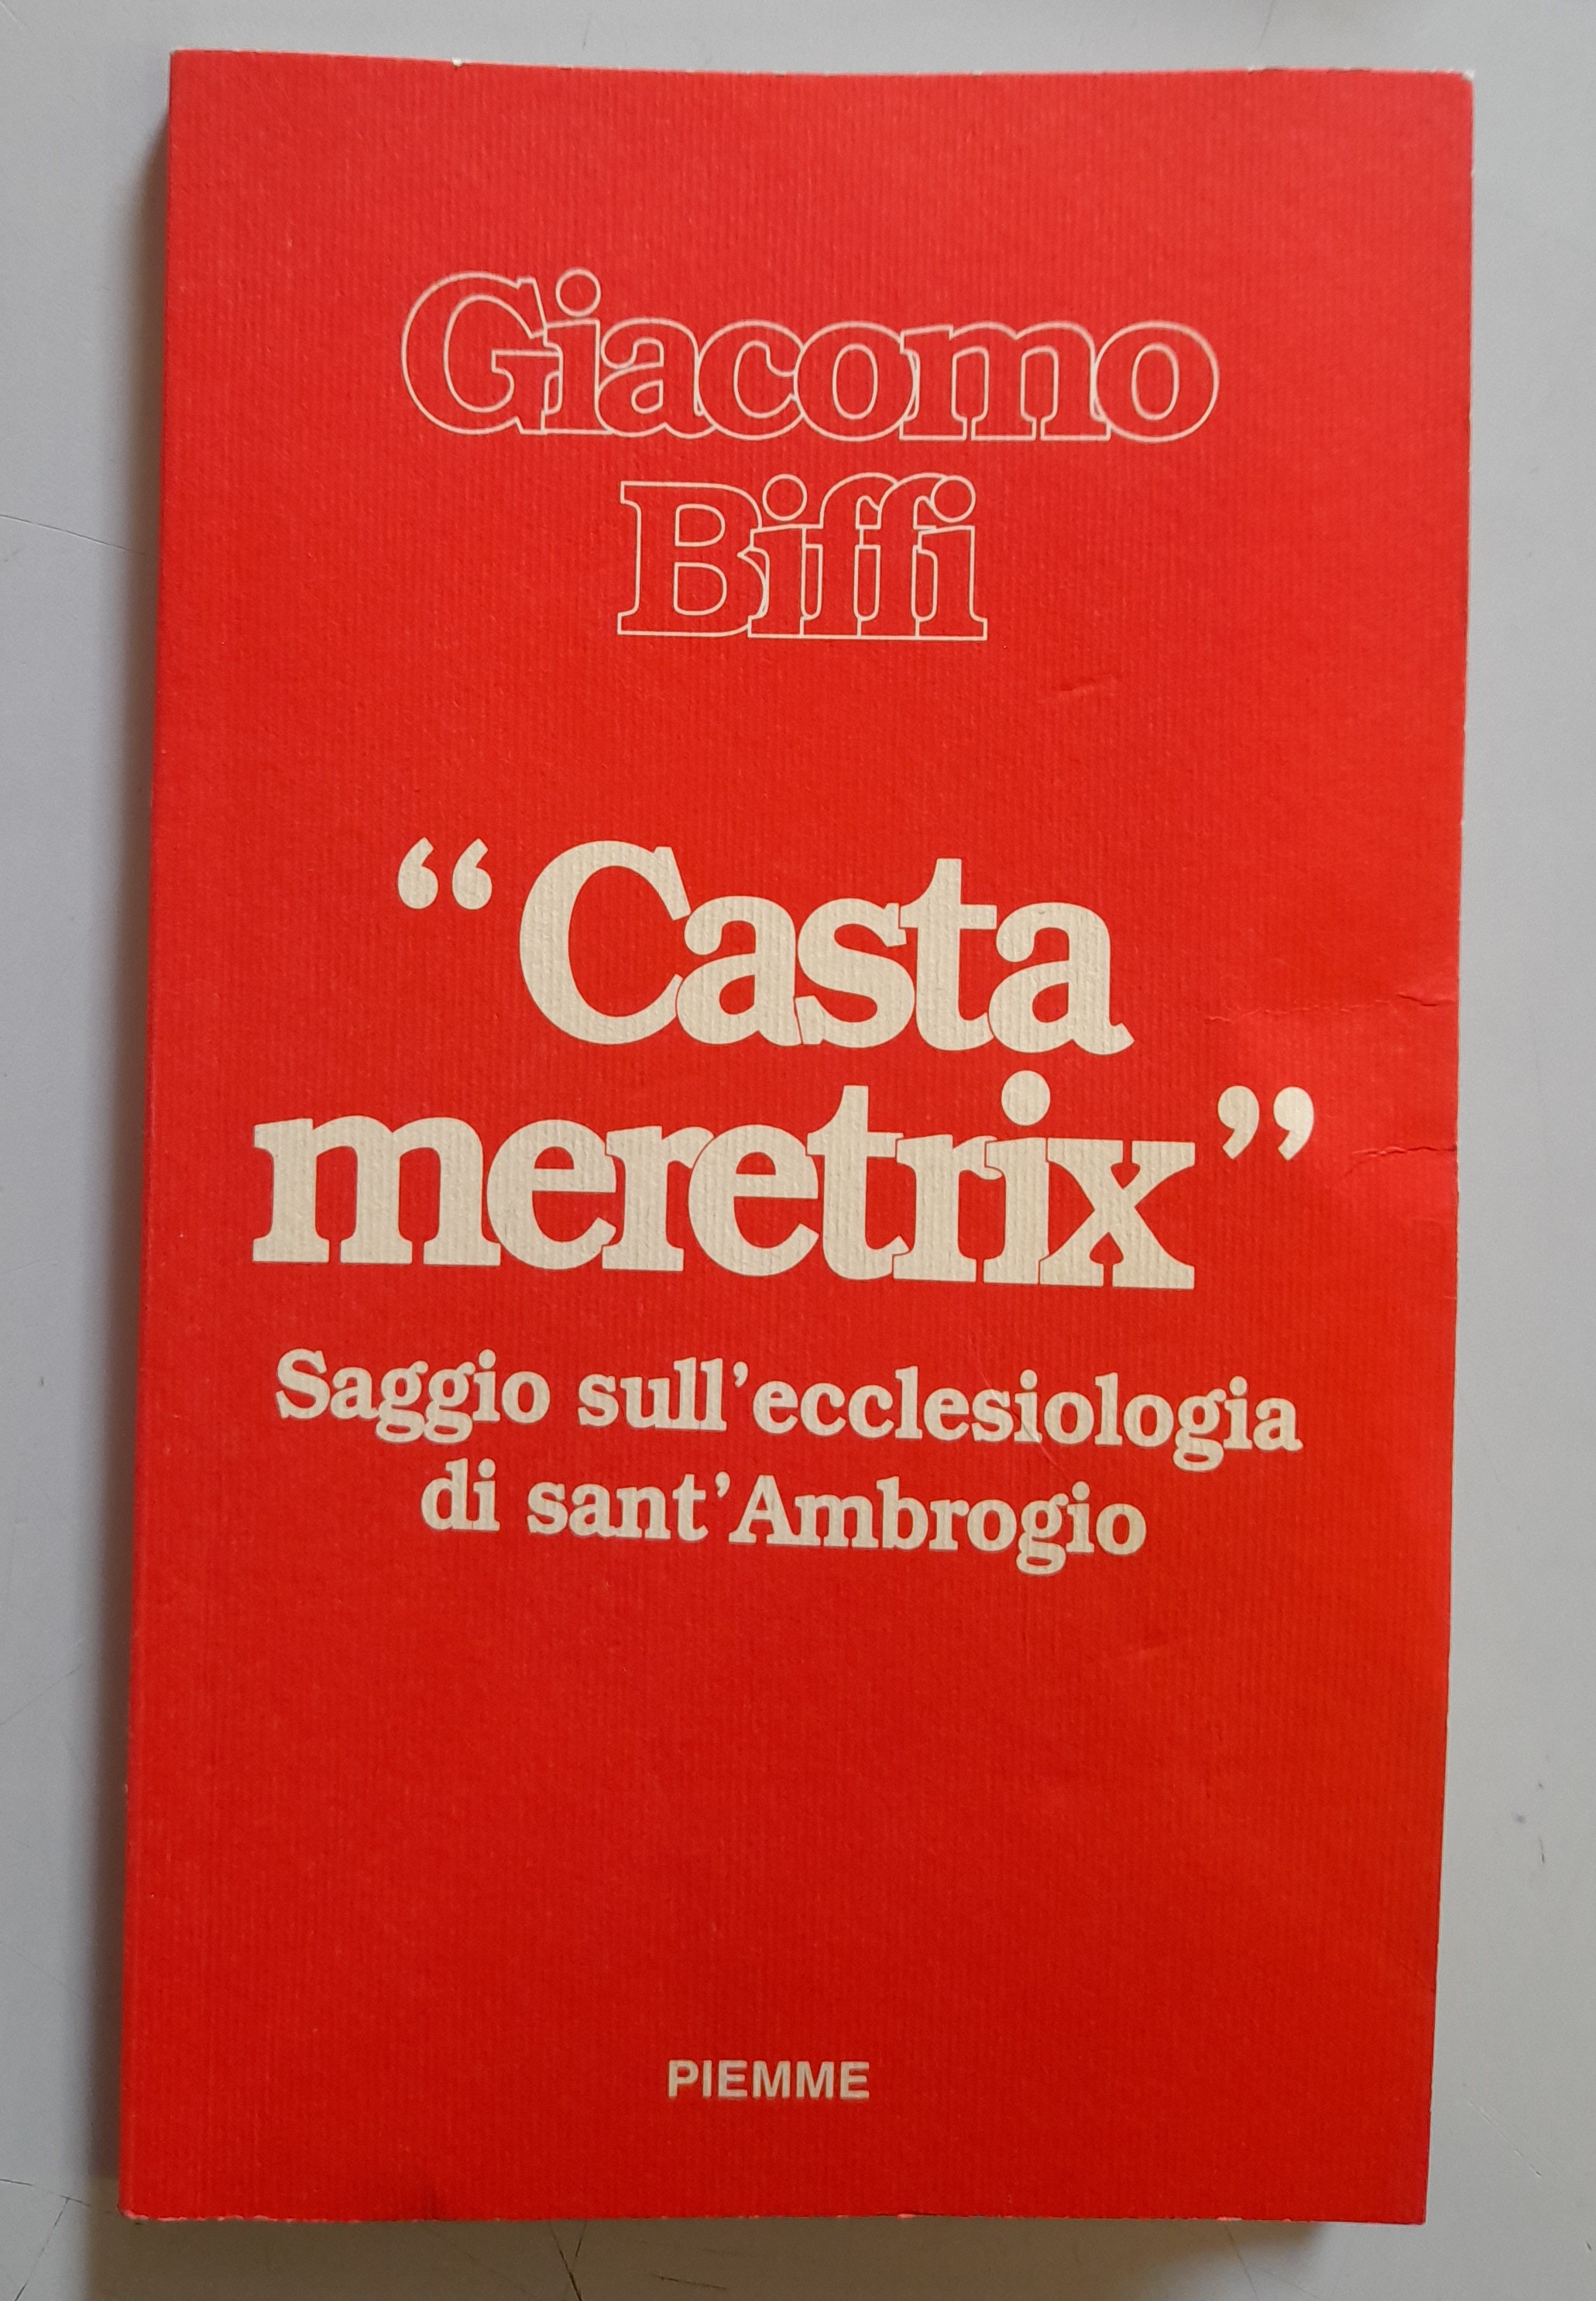 Giacomo
Biffi
“Casta
meretrix”
Saggio sull’ecclesiologia
di sant’Ambrogio
PIEMME